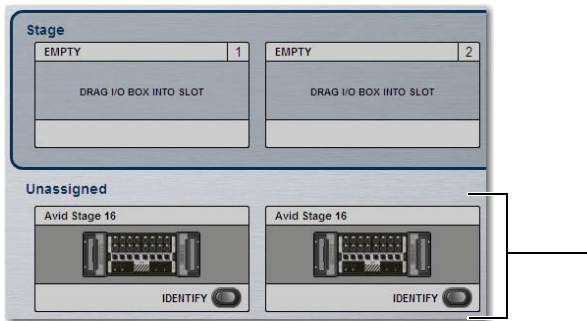 Stage
EMPTY 1 EMPTY 2
DRAG I/O BOX INTO SLOT DRAG I/O BOX INTO SLOT
Unassigned
Avid Stage 16 Avid Stage 16
IDENTIFY IDENTIFY